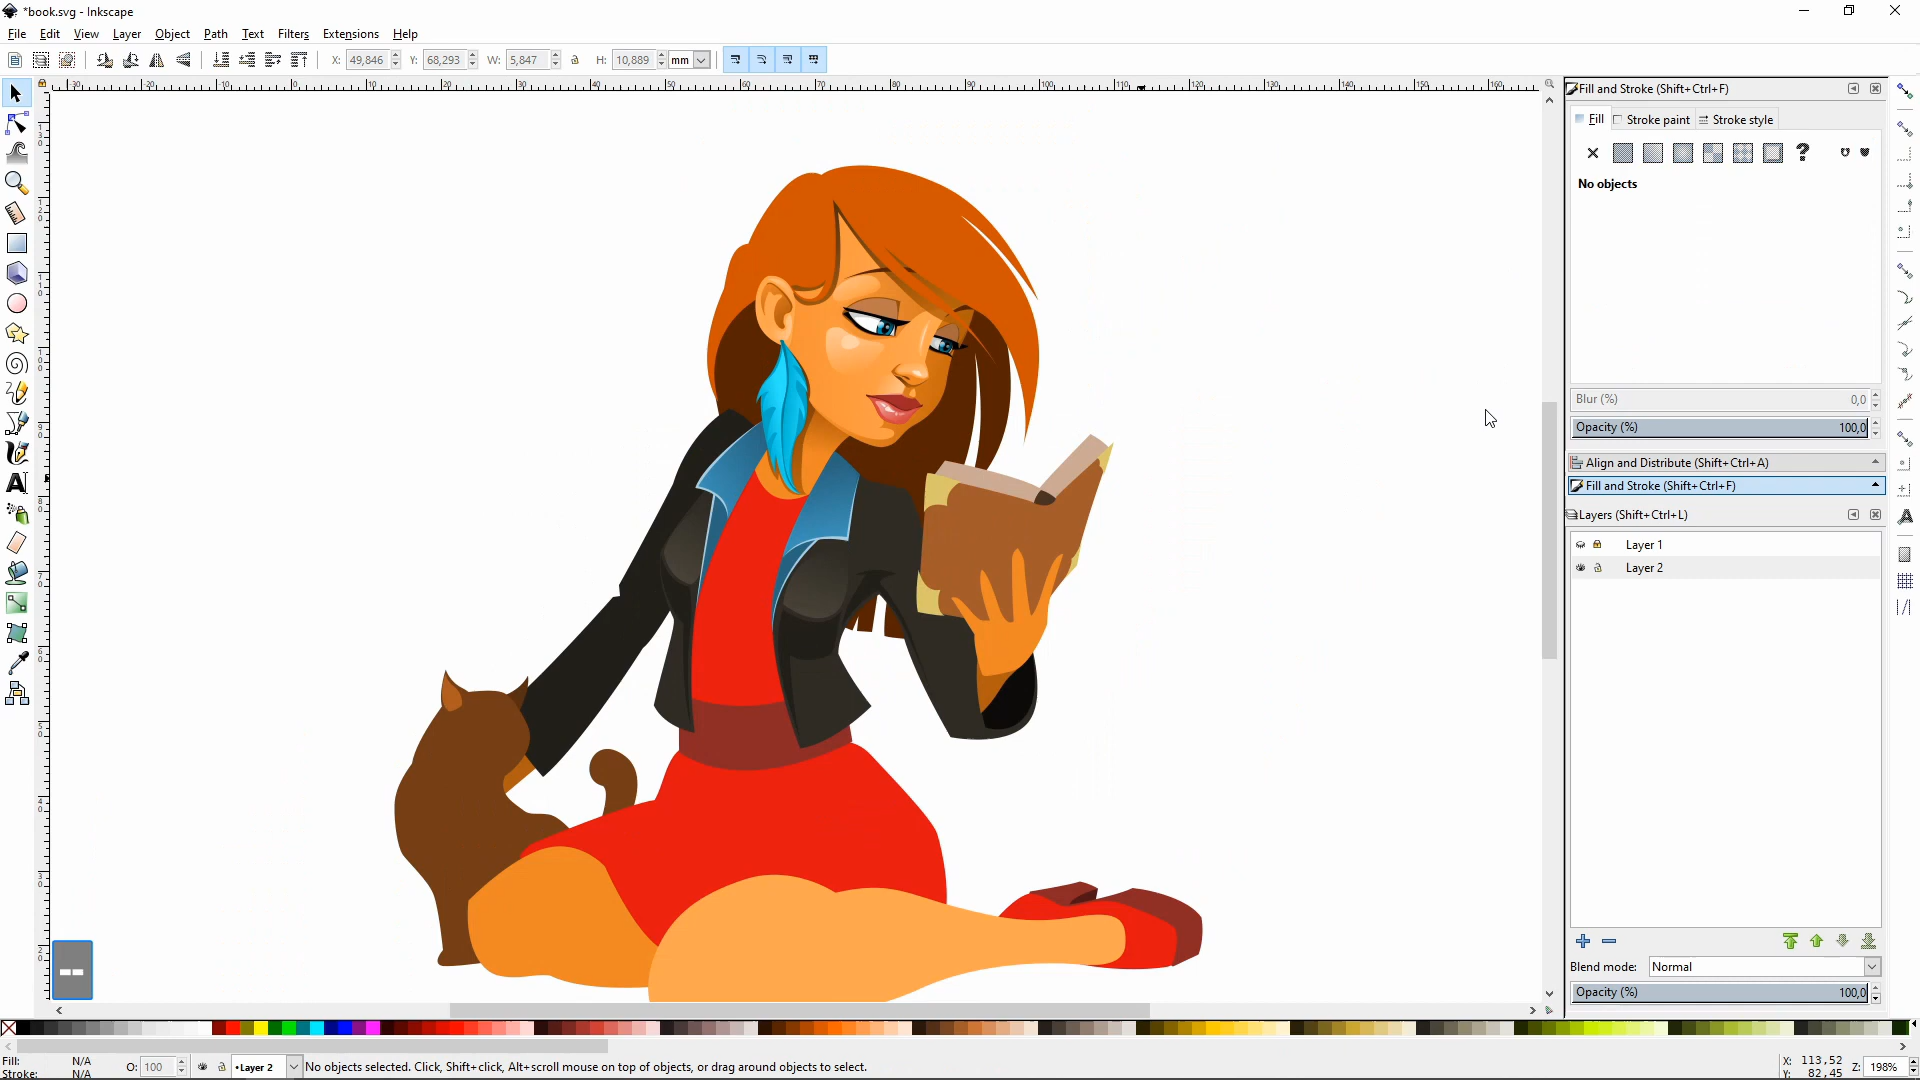 *book.svg - Inkscape
File Edit View Layer Object Path Text Filters Extensions Help
X: 49,846 Y: 68,293 W: 5,847 H: 10,889 mm
Fill and Stroke (Shift+Ctrl+F)
Fill Stroke paint Stroke style
No objects
Blur (%) 0,0
Opacity (%) 100,0
Align and Distribute (Shift+Ctrl+A)
Fill and Stroke (Shift+Ctrl+F)
Layers (Shift+Ctrl+L)
Layer 1
Layer 2
Blend mode: Normal
Opacity (%) 100,0
Fill: N/A
Stroke: N/A
O: 100
•Layer 2
No objects selected. Click, Shift+click, Alt+scroll mouse on top of objects, or drag around objects to select.
X: 113,52
Y: 82,45
Z: 198%